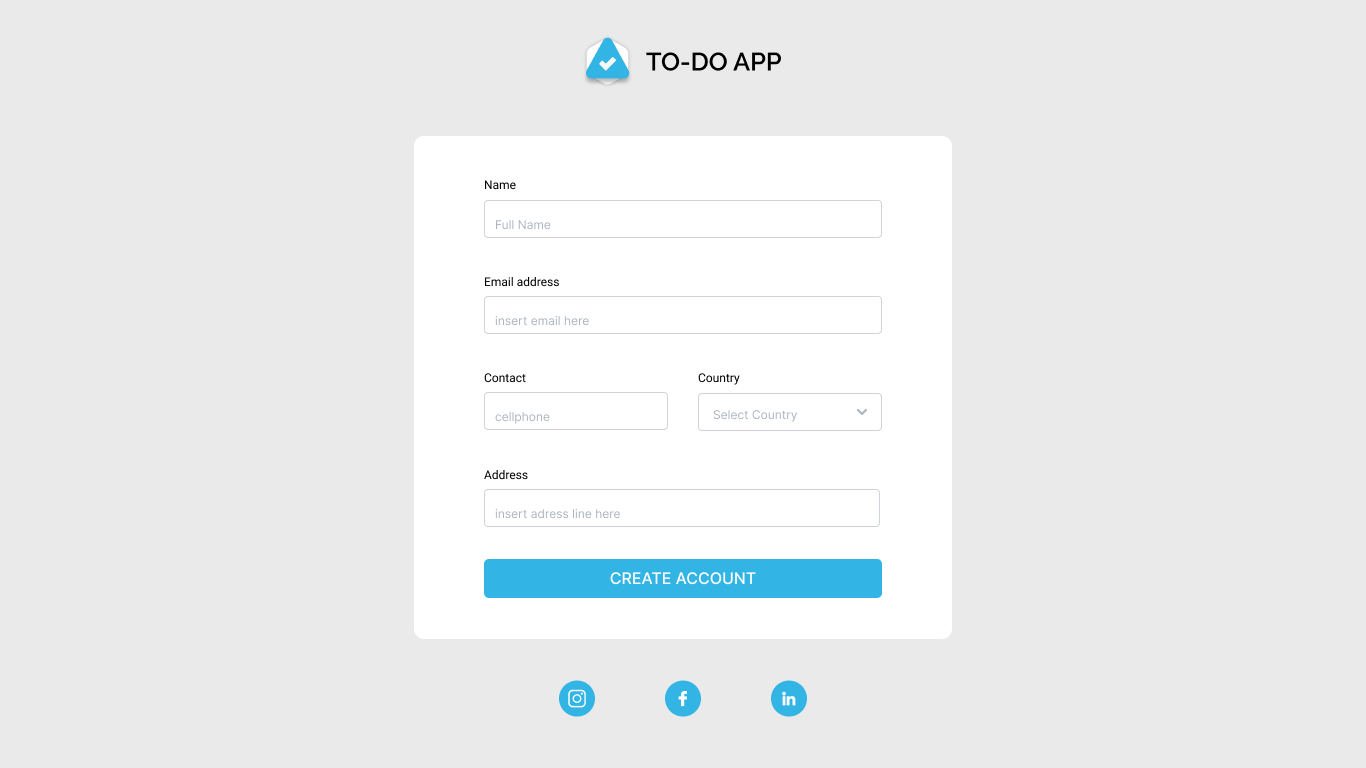 TO-DO APP
Name
Full Name
Email address
insert email here
Contact
Country
cellphone
Select Country
Address
insert adress line here
CREATE ACCOUNT